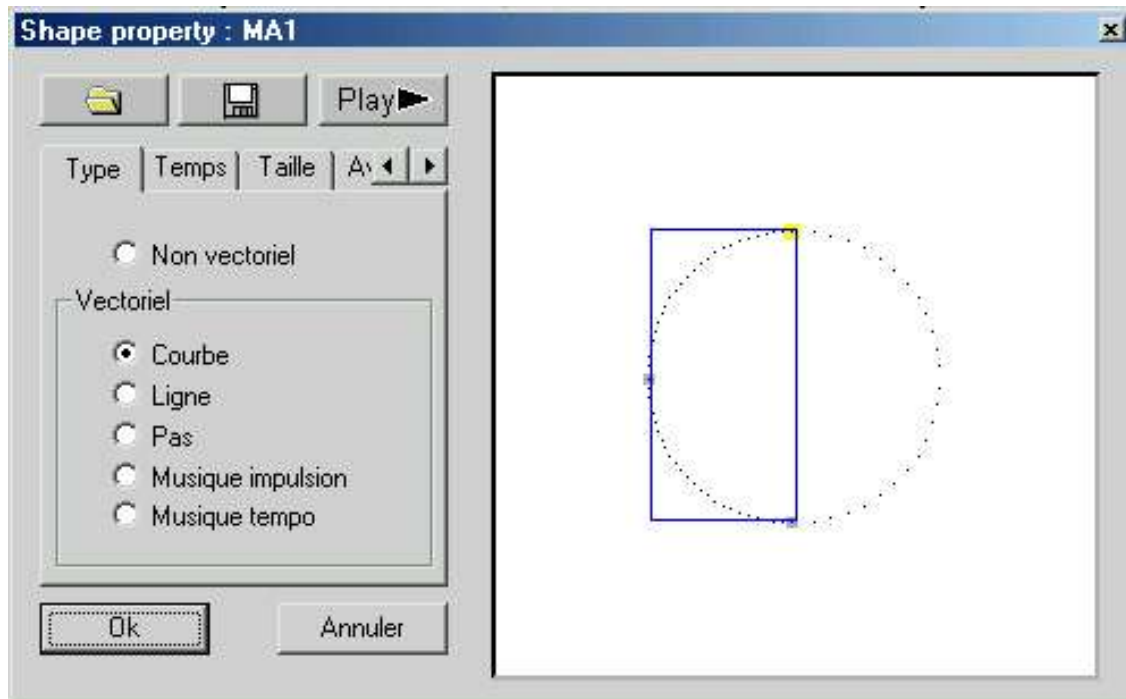 Shape property : MA1
Play
Type Temps Taille
Non vectoriel
Vectoriel
Courbe
Ligne
Pas
Musique impulsion
Musique tempo
Ok Annuler